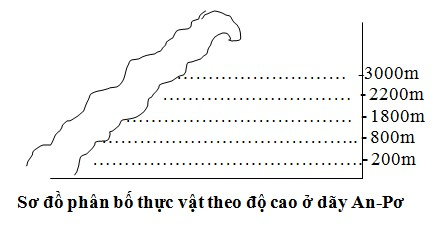 3000m
2200m
1800m
800m
200m
Sơ đồ phân bố thực vật theo độ cao ở dãy An-Pơ